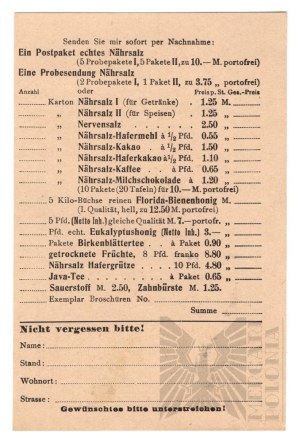 Senden Sie mir sofort per Nachnahme:
Ein Postpaket echtes Nährsalz
(5 Probepakete I, 5 Pakete II, zu 10.— M. portofrei)
Eine Probesendung Nährsalz
(2 Probepakete I, 1 Paket II, zu 3.75 „ portofrei)
Anzahl oder Preis p. St. Ges.-Preis
Karton Nährsalz I (für Getränke) . 1.25 M.
„ Nährsalz II (für Speisen) . 1.25 „
„ Nervensalz . . . . . 2.50 „
„ Nährsalz-Hafermehl à ½ Pfd. 0.55 „
„ Nährsalz-Kakao . à ½ „ 1.50 „
„ Nährsalz-Haferkakao à ½ „ 1.10 „
„ Nährsalz-Kaffee . à Pfd. 0.65 „
„ Nährsalz-Milchschokolade à 1.20 „
(10 Pakete (20 Tafeln) für 10.— M. portofrei)
5 Kilo-Büchse reinen Florida-Bienenhonig M.
(I. Qualität, hell, zu 12.50 M. portofrei)
5 Pfd. (Netto Inh.) gleiche Qualität M. 7.— portofr.
Pfd. echt. Eukalyptushonig (Netto Inh.) 3.— „
Pakete Birkenblättertee . à Paket 0.90 „
getrocknete Früchte, 8 Pfd. franko 8.80 „
Nährsalz Hafergrütze . . 10 Pfd. 4.80 „
Java-Tee . . . . . à Paket 0.65 „
Sauerstoff M. 2.50, Zahnbürste M. 1.25.
Exemplar Broschüren No.
Summe
Nicht vergessen bitte!
Name:
Stand:
Wohnort:
Strasse:
Gewünschtes bitte unterstreichen!